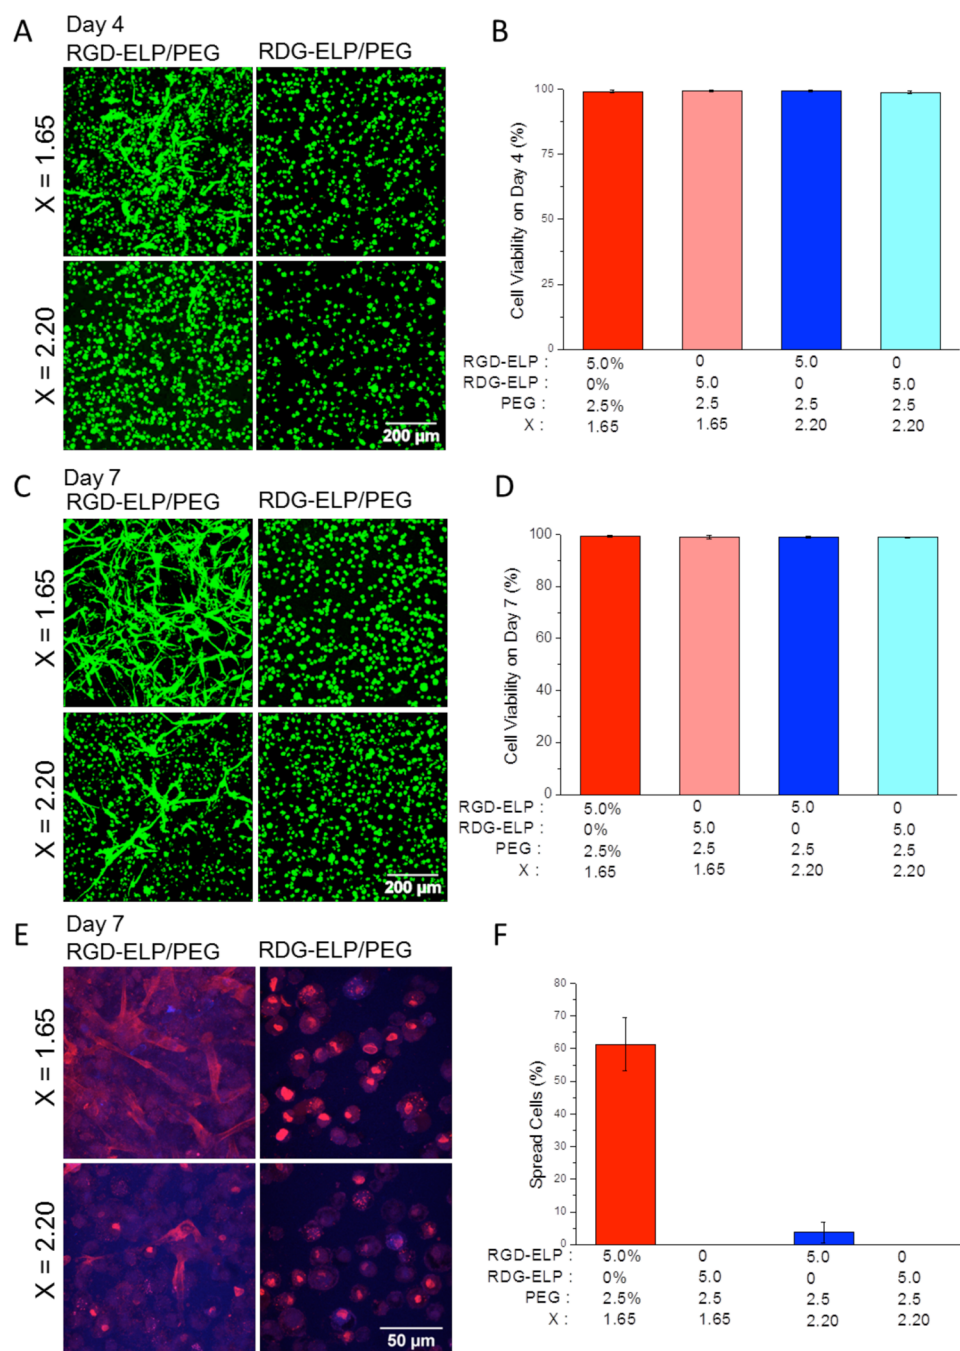 A
Day 4
RGD-ELP/PEG
RDG-ELP/PEG
X = 1.65
X = 2.20
200 µm
B
Cell Viability on Day 4 (%)
100
75
50
25
0
RGD-ELP : 5.0% 0 5.0 0
RDG-ELP : 0% 5.0 0 5.0
PEG : 2.5% 2.5 2.5 2.5
X : 1.65 1.65 2.20 2.20
C
Day 7
RGD-ELP/PEG
RDG-ELP/PEG
X = 1.65
X = 2.20
200 µm
D
Cell Viability on Day 7 (%)
100
80
60
40
20
0
RGD-ELP : 5.0% 0 5.0 0
RDG-ELP : 0% 5.0 0 5.0
PEG : 2.5% 2.5 2.5 2.5
X : 1.65 1.65 2.20 2.20
E
Day 7
RGD-ELP/PEG
RDG-ELP/PEG
X = 1.65
X = 2.20
50 µm
F
Spread Cells (%)
80
70
60
50
40
30
20
10
0
RGD-ELP : 5.0% 0 5.0 0
RDG-ELP : 0% 5.0 0 5.0
PEG : 2.5% 2.5 2.5 2.5
X : 1.65 1.65 2.20 2.20